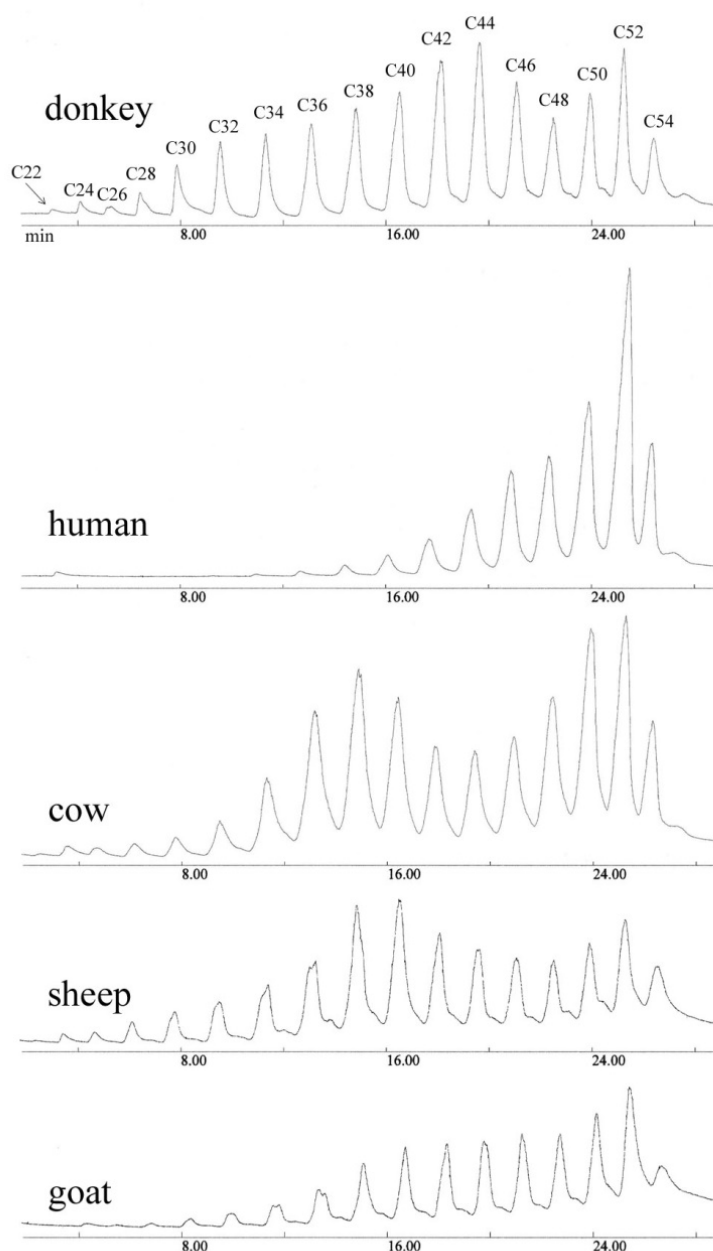 C44
C52
C42
C40
C46
C50
C38
C48
C36
C34
C32
C54
donkey
C30
C28
C22
C24
C26
min
8.00
16.00
24.00
human
8.00
16.00
24.00
cow
8.00
16.00
24.00
sheep
8.00
16.00
24.00
goat
8.00
16.00
24.00